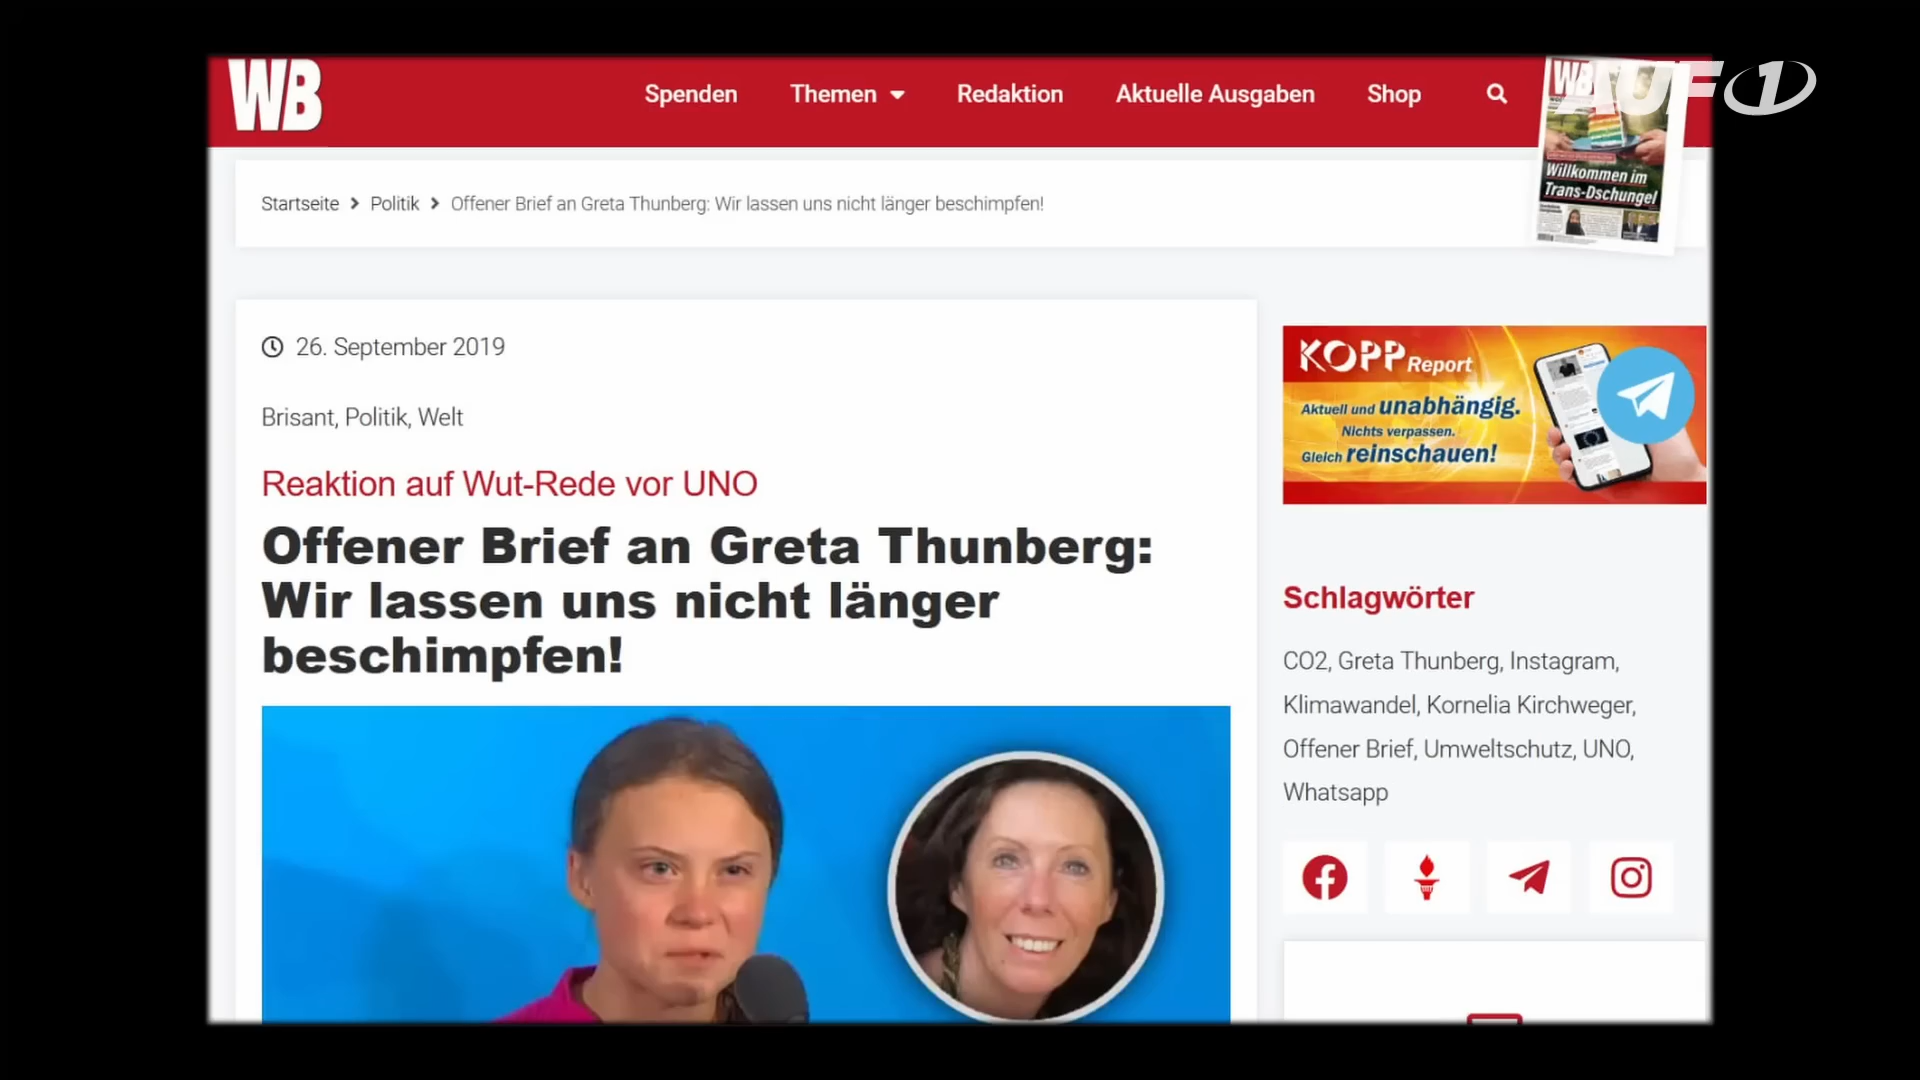 WB
Spenden
Themen
Redaktion
Aktuelle Ausgaben
Shop
AUF1
WB
Willkommen im
Trans-Dschungel
Startseite > Politik > Offener Brief an Greta Thunberg: Wir lassen uns nicht länger beschimpfen!
26. September 2019
Brisant, Politik, Welt
Reaktion auf Wut-Rede vor UNO
Offener Brief an Greta Thunberg:
Wir lassen uns nicht länger
beschimpfen!
KOPP Report
Aktuell und unabhängig.
Nichts verpassen.
Gleich reinschauen!
Schlagwörter
CO2, Greta Thunberg, Instagram,
Klimawandel, Kornelia Kirchweger,
Offener Brief, Umweltschutz, UNO,
Whatsapp